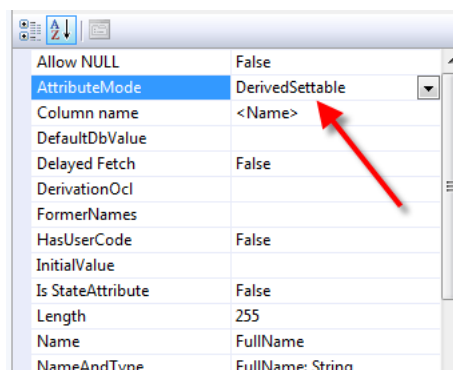 Allow NULL False
AttributeMode DerivedSettable
Column name <Name>
DefaultDbValue
Delayed Fetch False
DerivationOcl
FormerNames
HasUserCode False
InitialValue
Is StateAttribute False
Length 255
Name FullName
NameAndType FullName: String